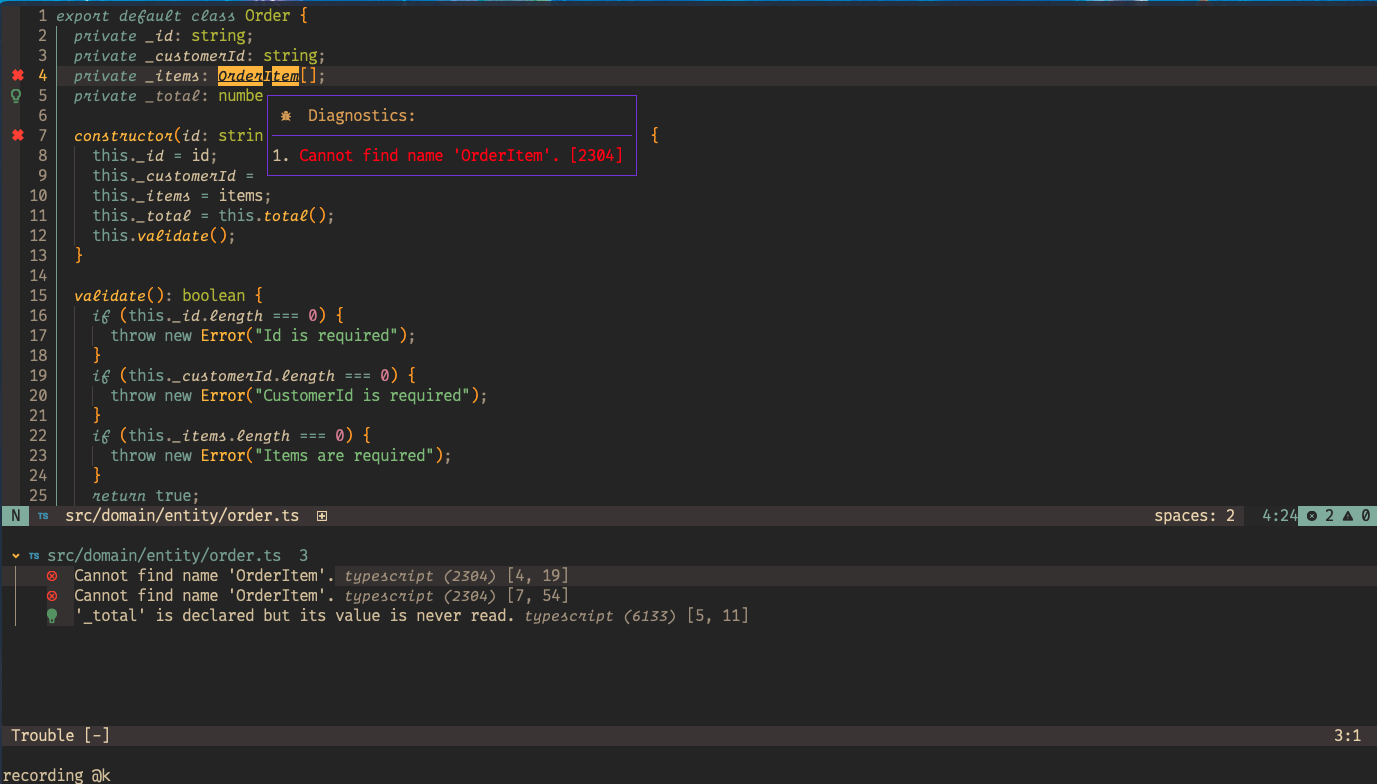 1 export default class Order {
2 private _id: string;
3 private _customerId: string;
4 private _items: OrderItem[];
5 private _total: numbe
6
7 constructor(id: strin {
8 this._id = id;
9 this._customerId =
10 this._items = items;
11 this._total = this.total();
12 this.validate();
13 }
14
15 validate(): boolean {
16 if (this._id.length === 0) {
17 throw new Error("Id is required");
18 }
19 if (this._customerId.length === 0) {
20 throw new Error("CustomerId is required");
21 }
22 if (this._items.length === 0) {
23 throw new Error("Items are required");
24 }
25 return true;
Diagnostics:
1. Cannot find name 'OrderItem'. [2304]
N TS src/domain/entity/order.ts spaces: 2 4:24 2 0
TS src/domain/entity/order.ts 3
Cannot find name 'OrderItem'. typescript (2304) [4, 19]
Cannot find name 'OrderItem'. typescript (2304) [7, 54]
'_total' is declared but its value is never read. typescript (6133) [5, 11]
Trouble [-] 3:1
recording @k